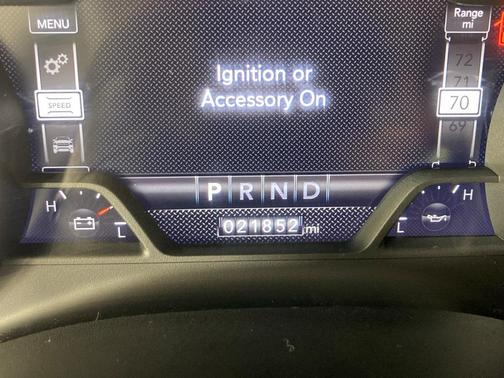 MENU
Range
mi
72
71
70
69
SPEED
Ignition or
Accessory On
P R N D
H
L
021852 mi
L
H